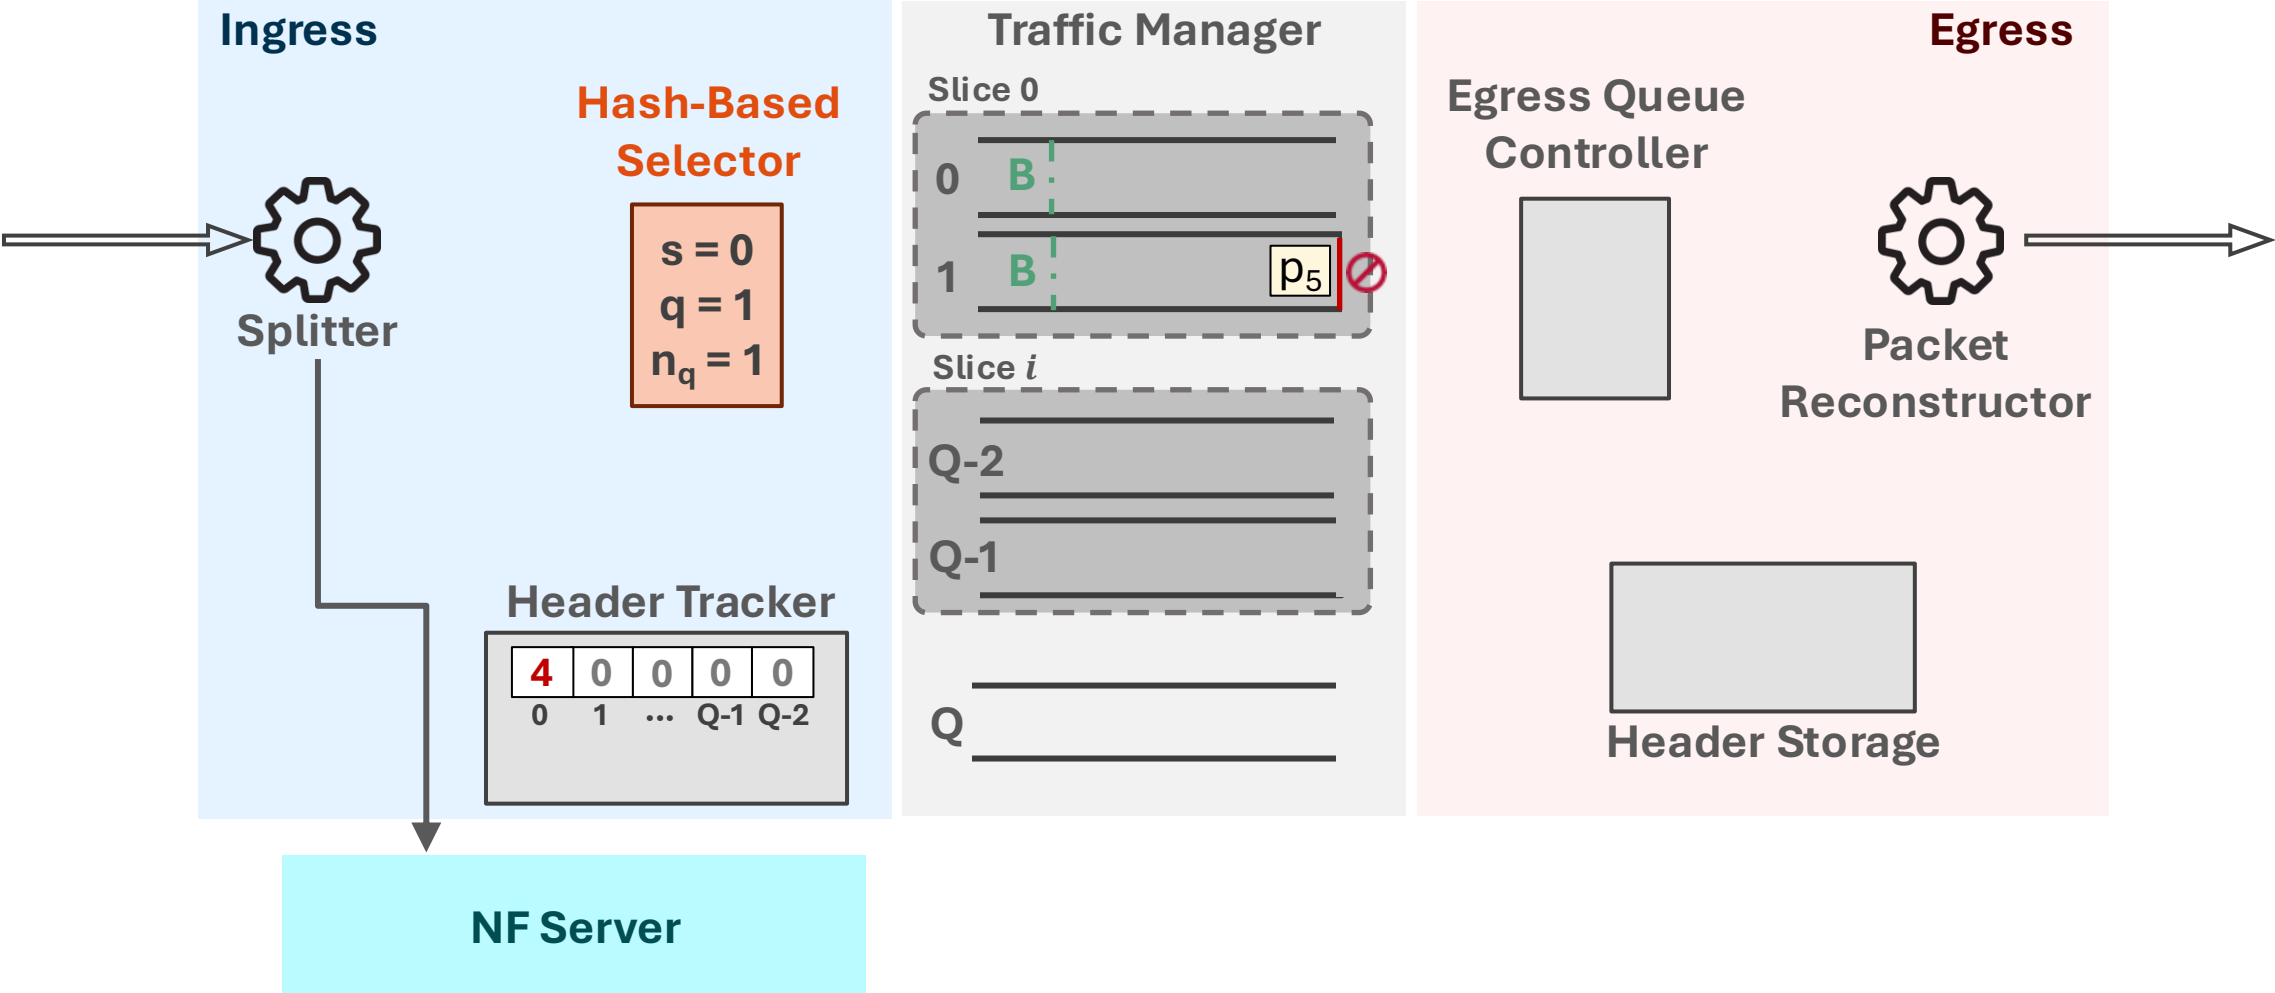 Ingress
Hash-Based
Selector
s = 0
q = 1
nq = 1
Splitter
Header Tracker
4 0 0 0 0
0 1 ... Q-1 Q-2
NF Server
Traffic Manager
Slice 0
0 B
1 B p5
Slice i
Q-2
Q-1
Q
Egress
Egress Queue
Controller
Packet
Reconstructor
Header Storage